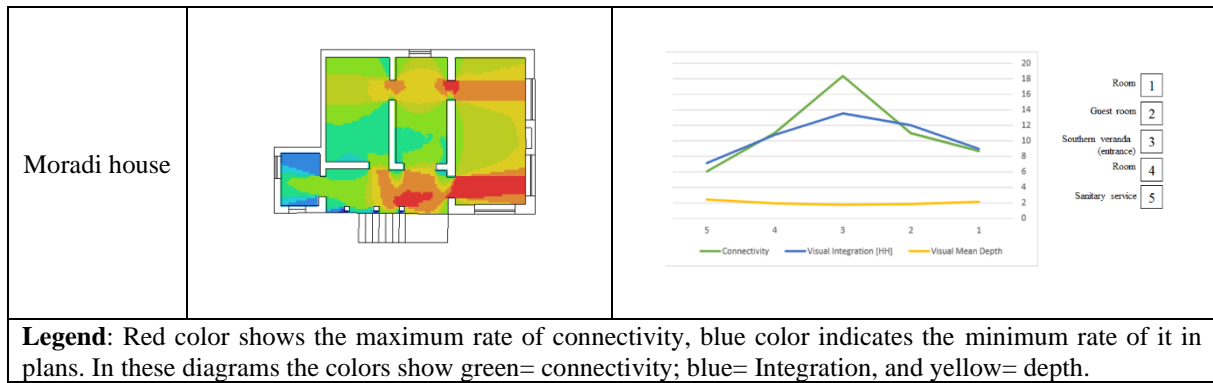 Moradi house
20
18
16
14
12
10
8
6
4
2
0
5 4 3 2 1
Connectivity Visual Integration [HH] Visual Mean Depth
Room 1
Guest room 2
Southern veranda
(entrance) 3
Room 4
Sanitary service 5
Legend: Red color shows the maximum rate of connectivity, blue color indicates the minimum rate of it in
plans. In these diagrams the colors show green= connectivity; blue= Integration, and yellow= depth.